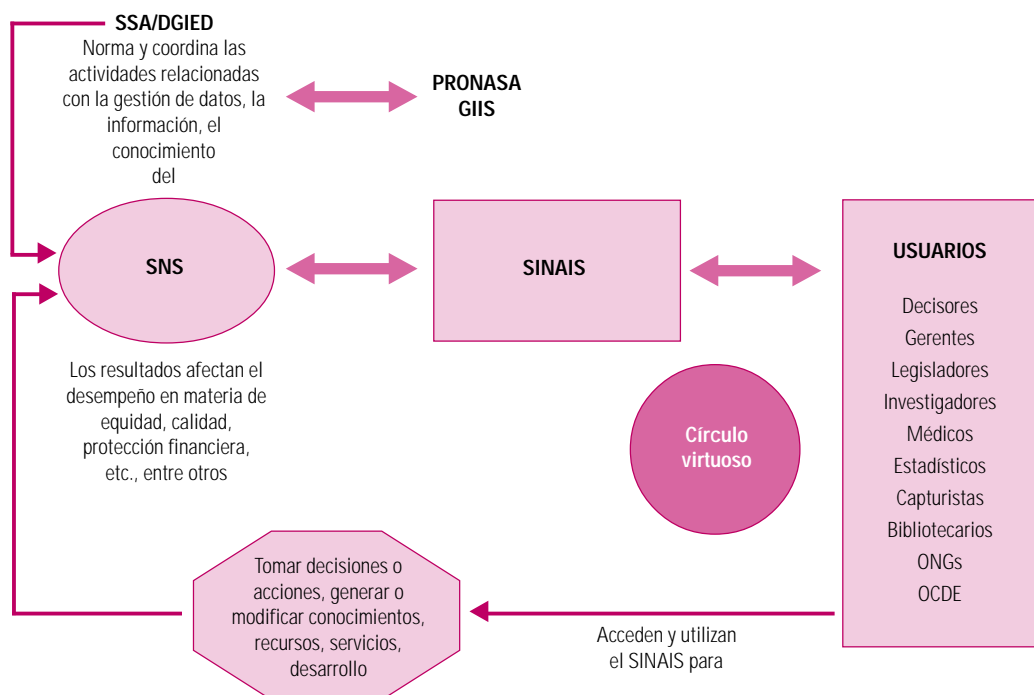 SSA/DGIED
Norma y coordina las
actividades relacionadas
con la gestión de datos, la
información, el
conocimiento
del
PRONASA
GIIS
SNS
SINAIS
USUARIOS
Decisores
Gerentes
Legisladores
Investigadores
Médicos
Estadísticos
Capturistas
Bibliotecarios
ONGs
OCDE
Los resultados afectan el
desempeño en materia de
equidad, calidad,
protección financiera,
etc., entre otros
Círculo
virtuoso
Tomar decisiones o
acciones, generar o
modificar conocimientos,
recursos, servicios,
desarrollo
Acceden y utilizan
el SINAIS para